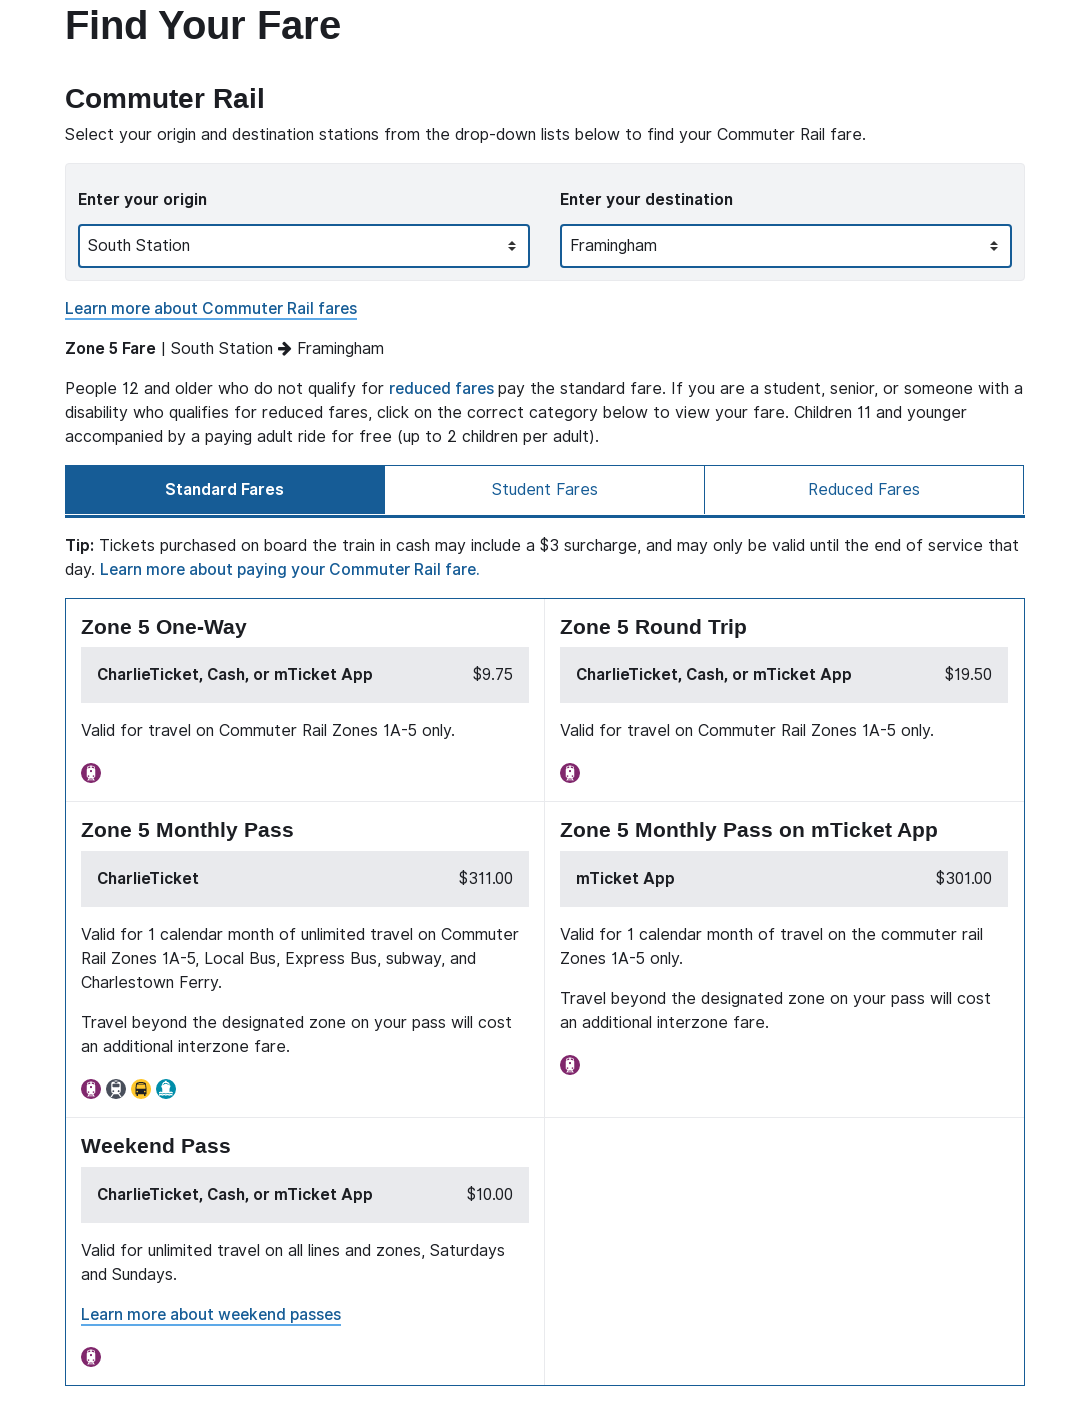 Find Your Fare
Commuter Rail
Select your origin and destination stations from the drop-down lists below to find your Commuter Rail fare.
Enter your origin
South Station
Enter your destination
Framingham
Learn more about Commuter Rail fares
Zone 5 Fare | South Station → Framingham
People 12 and older who do not qualify for reduced fares pay the standard fare. If you are a student, senior, or someone with a
disability who qualifies for reduced fares, click on the correct category below to view your fare. Children 11 and younger
accompanied by a paying adult ride for free (up to 2 children per adult).
Standard Fares
Student Fares
Reduced Fares
Tip: Tickets purchased on board the train in cash may include a $3 surcharge, and may only be valid until the end of service that
day. Learn more about paying your Commuter Rail fare.
Zone 5 One-Way
CharlieTicket, Cash, or mTicket App $9.75
Valid for travel on Commuter Rail Zones 1A-5 only.
Zone 5 Round Trip
CharlieTicket, Cash, or mTicket App $19.50
Valid for travel on Commuter Rail Zones 1A-5 only.
Zone 5 Monthly Pass
CharlieTicket $311.00
Valid for 1 calendar month of unlimited travel on Commuter
Rail Zones 1A-5, Local Bus, Express Bus, subway, and
Charlestown Ferry.
Travel beyond the designated zone on your pass will cost
an additional interzone fare.
Zone 5 Monthly Pass on mTicket App
mTicket App $301.00
Valid for 1 calendar month of travel on the commuter rail
Zones 1A-5 only.
Travel beyond the designated zone on your pass will cost
an additional interzone fare.
Weekend Pass
CharlieTicket, Cash, or mTicket App $10.00
Valid for unlimited travel on all lines and zones, Saturdays
and Sundays.
Learn more about weekend passes